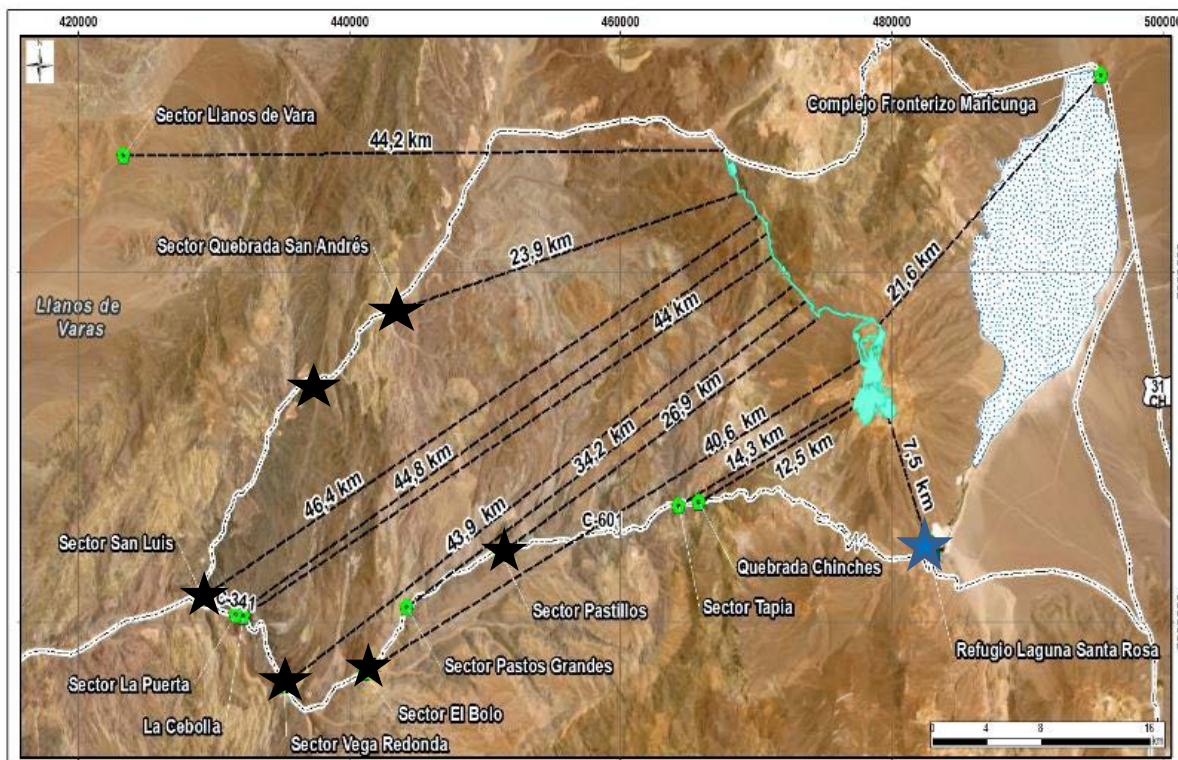 420000
440000
460000
480000
500000
Complejo Fronterizo Maricunga
Sector Llanos de Vara
44,2 km
Sector Quebrada San Andrés
23,9 km
21,6 km
Llanos de
Varas
44 km
31
CH
26,9 km
40,6 km
34,2 km
14,3 km
7,5 km
44,8 km
12,5 km
46,4 km
43,9 km
C-601
Sector San Luis
Quebrada Chinches
C-341
Sector Pastillos
Sector Tapia
Refugio Laguna Santa Rosa
Sector Pastos Grandes
Sector La Puerta
Sector El Bolo
La Cebolla
Sector Vega Redonda
0 4 8 16
km